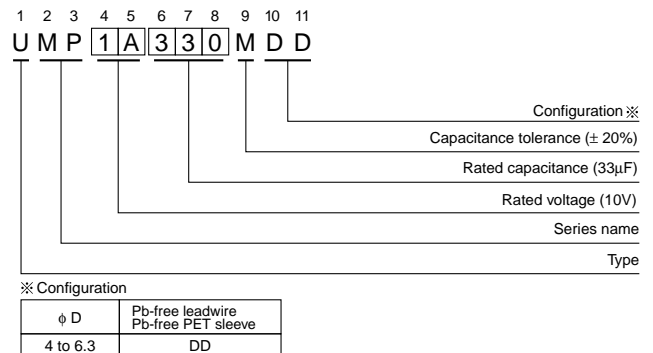 1 2 3 4 5 6 7 8 9 10 11
U M P 1 A 3 3 0 M D D
Configuration※
Capacitance tolerance (± 20%)
Rated capacitance (33µF)
Rated voltage (10V)
Series name
Type
※Configuration
ϕ D
Pb-free leadwire
Pb-free PET sleeve
4 to 6.3
DD